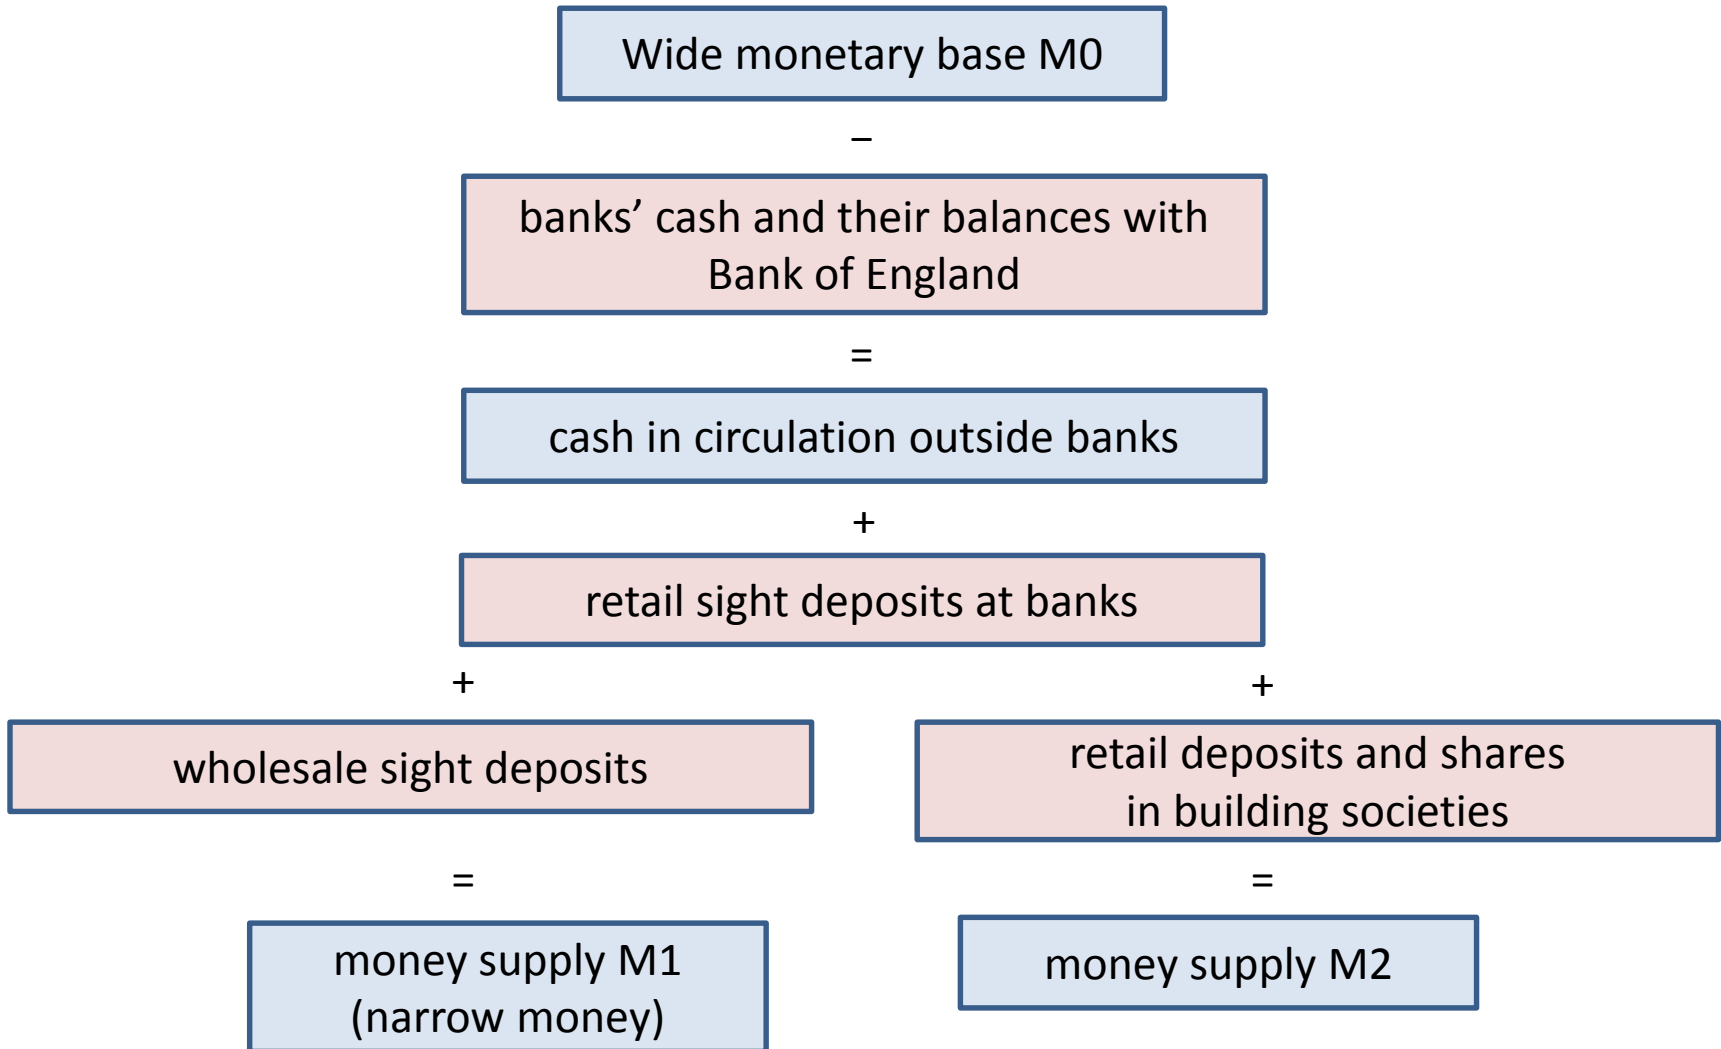 Wide monetary base M0
–
banks’ cash and their balances with
Bank of England
=
cash in circulation outside banks
+
retail sight deposits at banks
+
wholesale sight deposits
=
money supply M1
(narrow money)
+
retail deposits and shares
in building societies
=
money supply M2